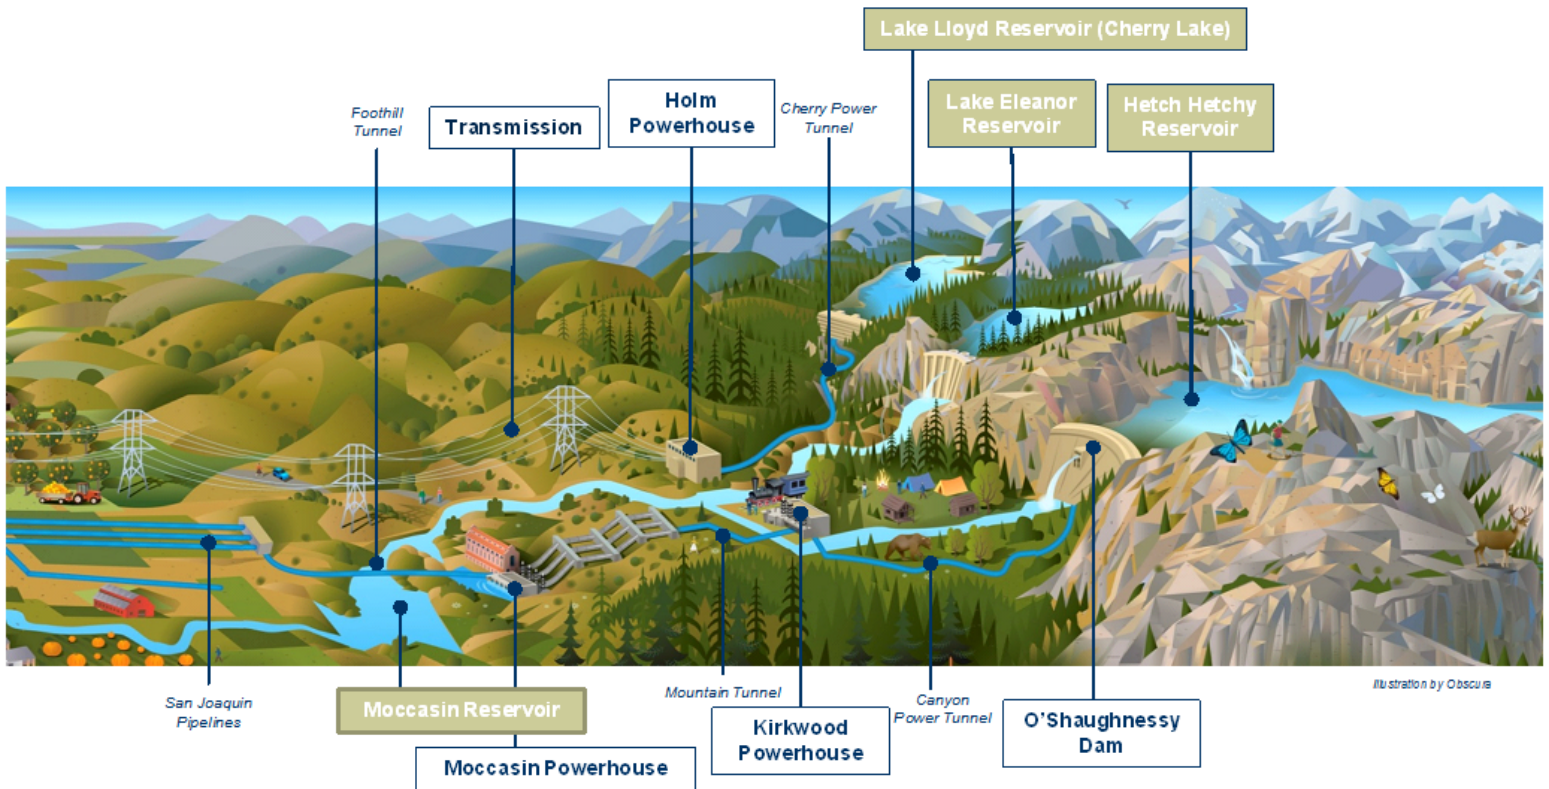 Lake Lloyd Reservoir (Cherry Lake)
Foothill
Tunnel
Transmission
Holm
Powerhouse
Cherry Power
Tunnel
Lake Eleanor
Reservoir
Hetch Hetchy
Reservoir
San Joaquin
Pipelines
Moccasin Reservoir
Moccasin Powerhouse
Mountain Tunnel
Kirkwood
Powerhouse
Canyon
Power Tunnel
O'Shaughnessy
Dam
Illustration by Obscura